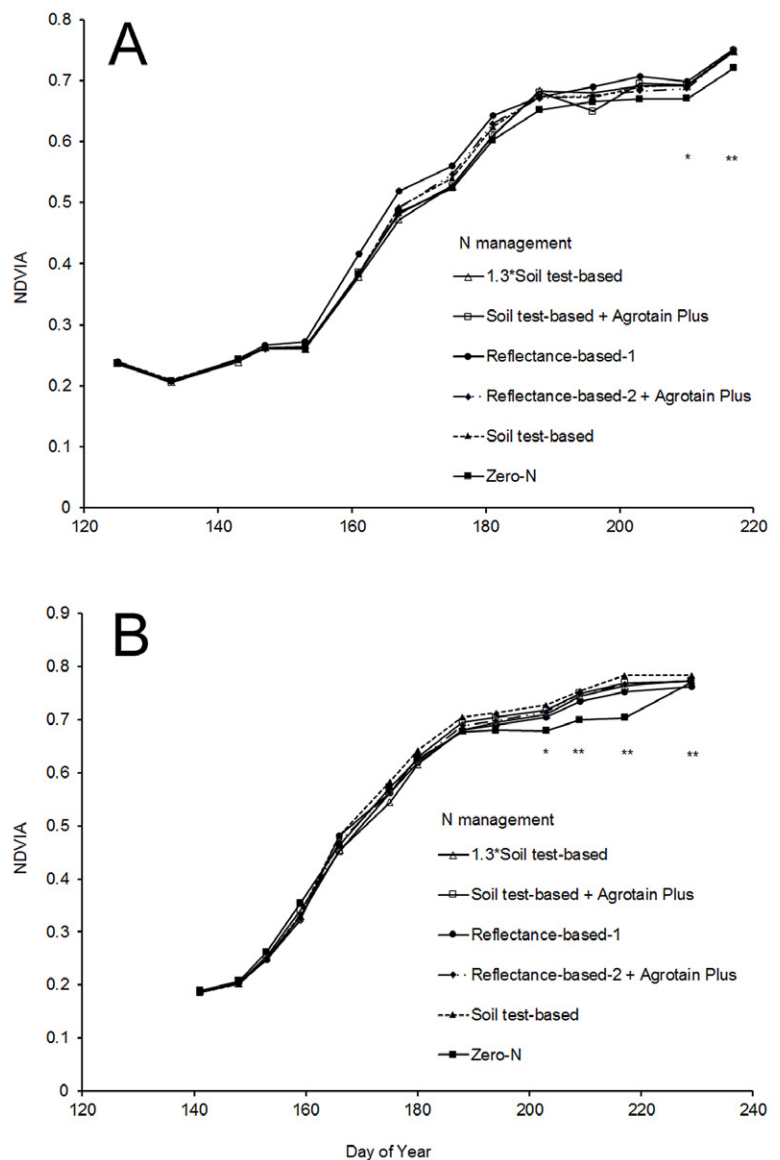 A
0.8
0.7
0.6
0.5
0.4
0.3
0.2
0.1
0
NDVIA
* **
N management
1.3*Soil test-based
Soil test-based + Agrotain Plus
Reflectance-based-1
Reflectance-based-2 + Agrotain Plus
Soil test-based
Zero-N
120 140 160 180 200 220
B
0.9
0.8
0.7
0.6
0.5
0.4
0.3
0.2
0.1
0
NDVIA
* ** ** **
N management
1.3*Soil test-based
Soil test-based + Agrotain Plus
Reflectance-based-1
Reflectance-based-2 + Agrotain Plus
Soil test-based
Zero-N
120 140 160 180 200 220 240
Day of Year